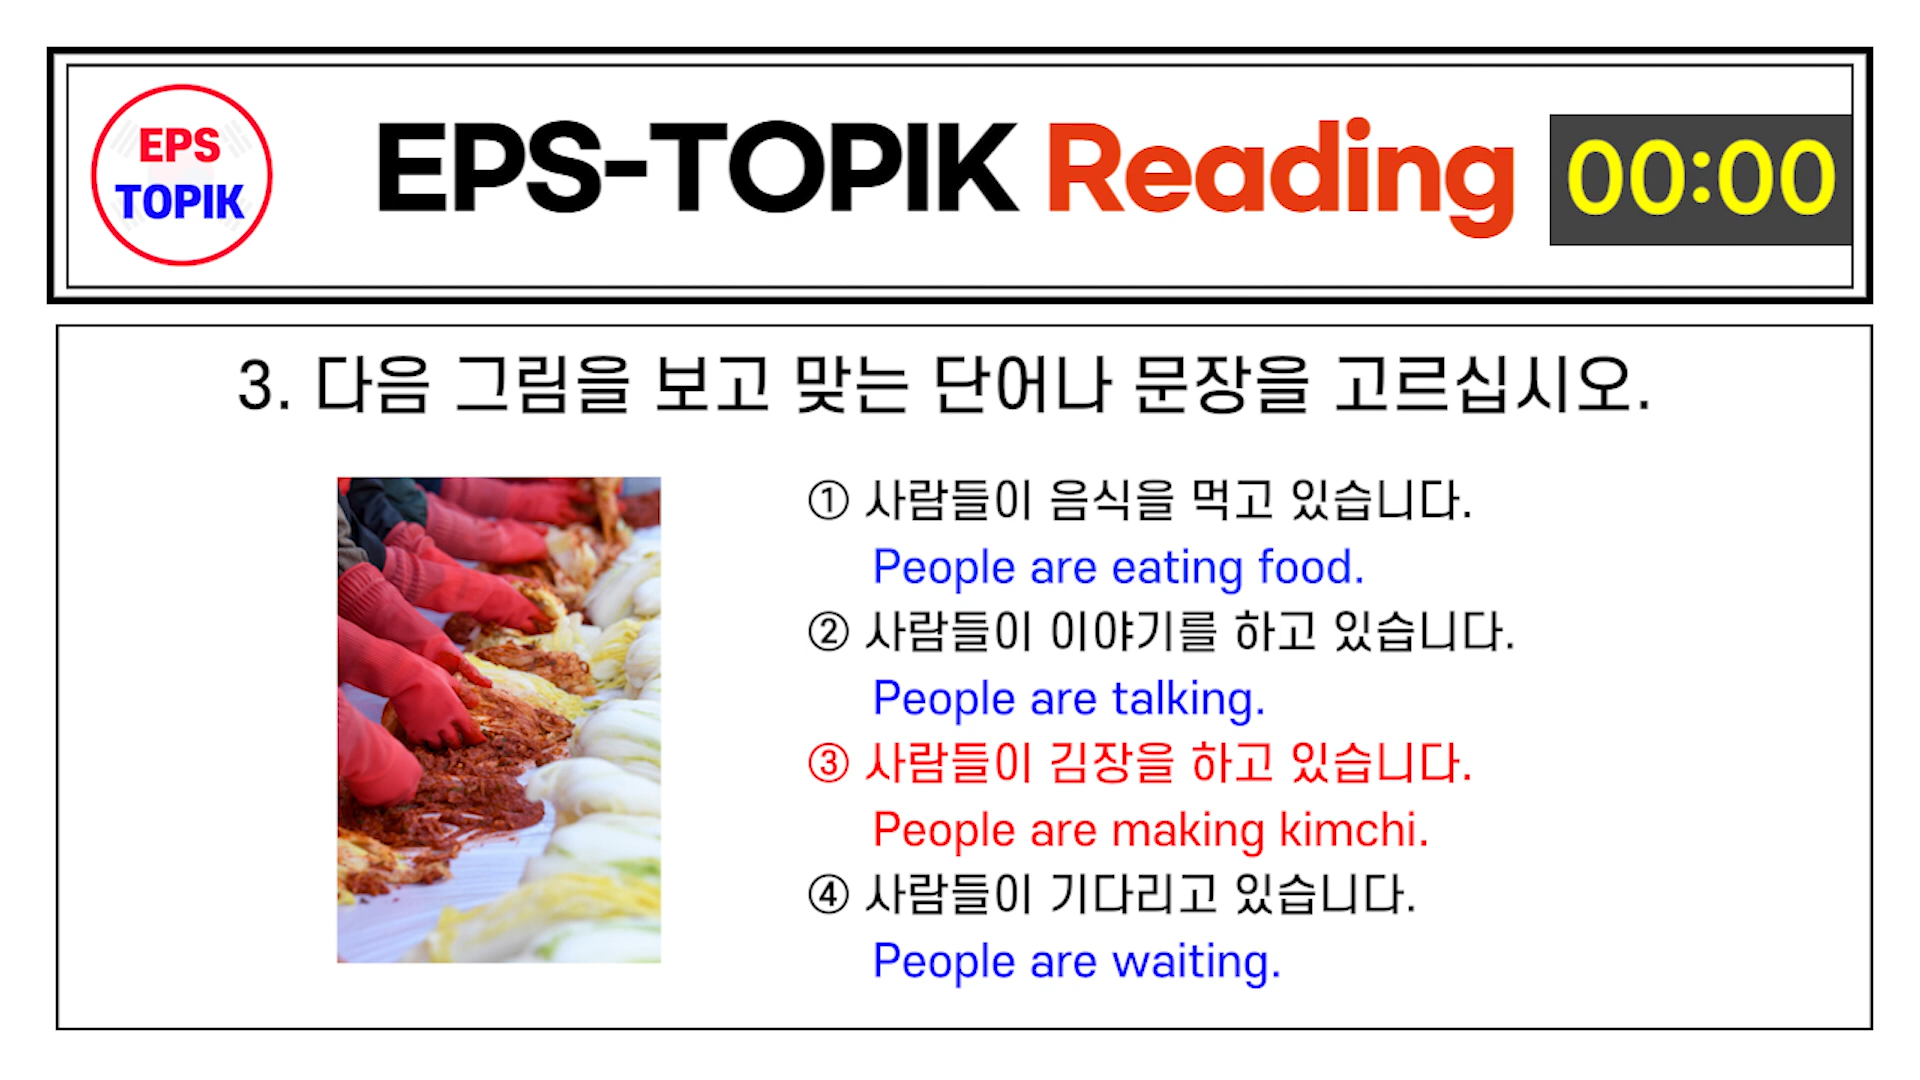 EPS
TOPIK
EPS-TOPIK Reading
00:00
3. 다음 그림을 보고 맞는 단어나 문장을 고르십시오.
① 사람들이 음식을 먹고 있습니다.
People are eating food.
② 사람들이 이야기를 하고 있습니다.
People are talking.
③ 사람들이 김장을 하고 있습니다.
People are making kimchi.
④ 사람들이 기다리고 있습니다.
People are waiting.